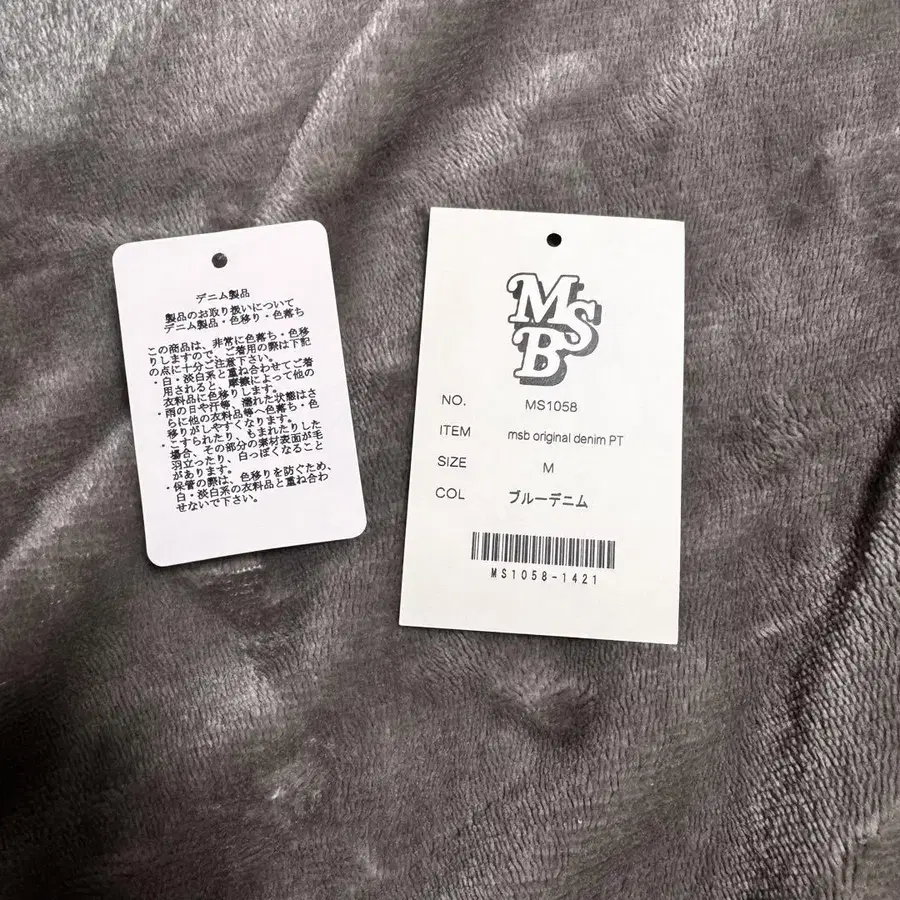 デニム製品
製品のお取り扱いについて
デニム製品・色移り・色落ち
この商品は、非常に色落ち・色移
りしますので、ご着用の際は下記
の点に十分ご注意下さい。
・白・淡白系と重ね合わせてご着
用されると、摩擦によって他の
衣料品に色移りします。
・雨の日や汗等、濡れた状態はさ
らに他の衣料品等へ色落ち・色
移りがしやすくなります。
・こすられたり、もまれたりした
場合、その部分の素材表面が毛
羽立ったり、白っぽくなること
があります。
・保管の際は、色移りを防ぐため、
白・淡白系の衣料品と重ね合わ
せないで下さい。
MSB
NO. MS1058
ITEM msb original denim PT
SIZE M
COL ブルーデニム
MS1058-1421